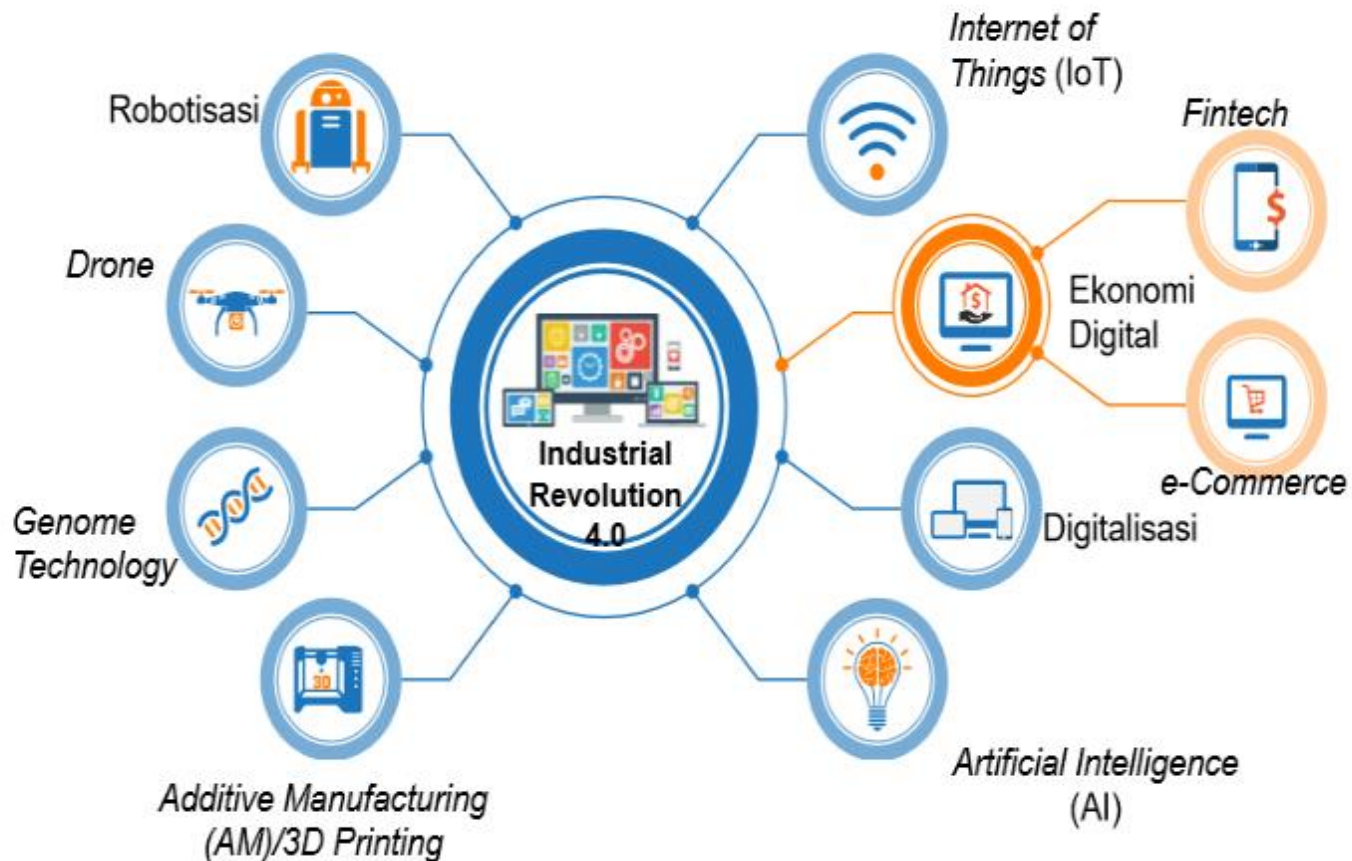 Internet of
Things (IoT)
Robotisasi
Fintech
$
Drone
$
Ekonomi
Digital
Industrial
Revolution
4.0
e-Commerce
Genome
Technology
Digitalisasi
3D
Artificial Intelligence
(AI)
Additive Manufacturing
(AM)/3D Printing